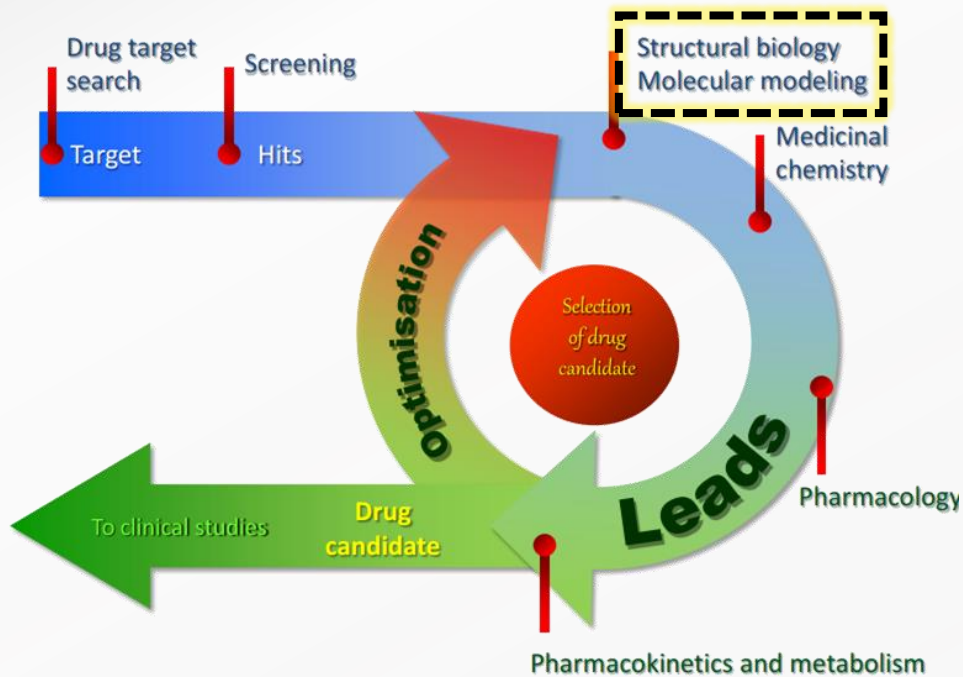 Drug target
search
Screening
Structural biology
Molecular modeling
Target
Hits
Medicinal
chemistry
Optimisation
Selection
of drug
candidate
Leads
Pharmacology
To clinical studies
Drug
candidate
Pharmacokinetics and metabolism